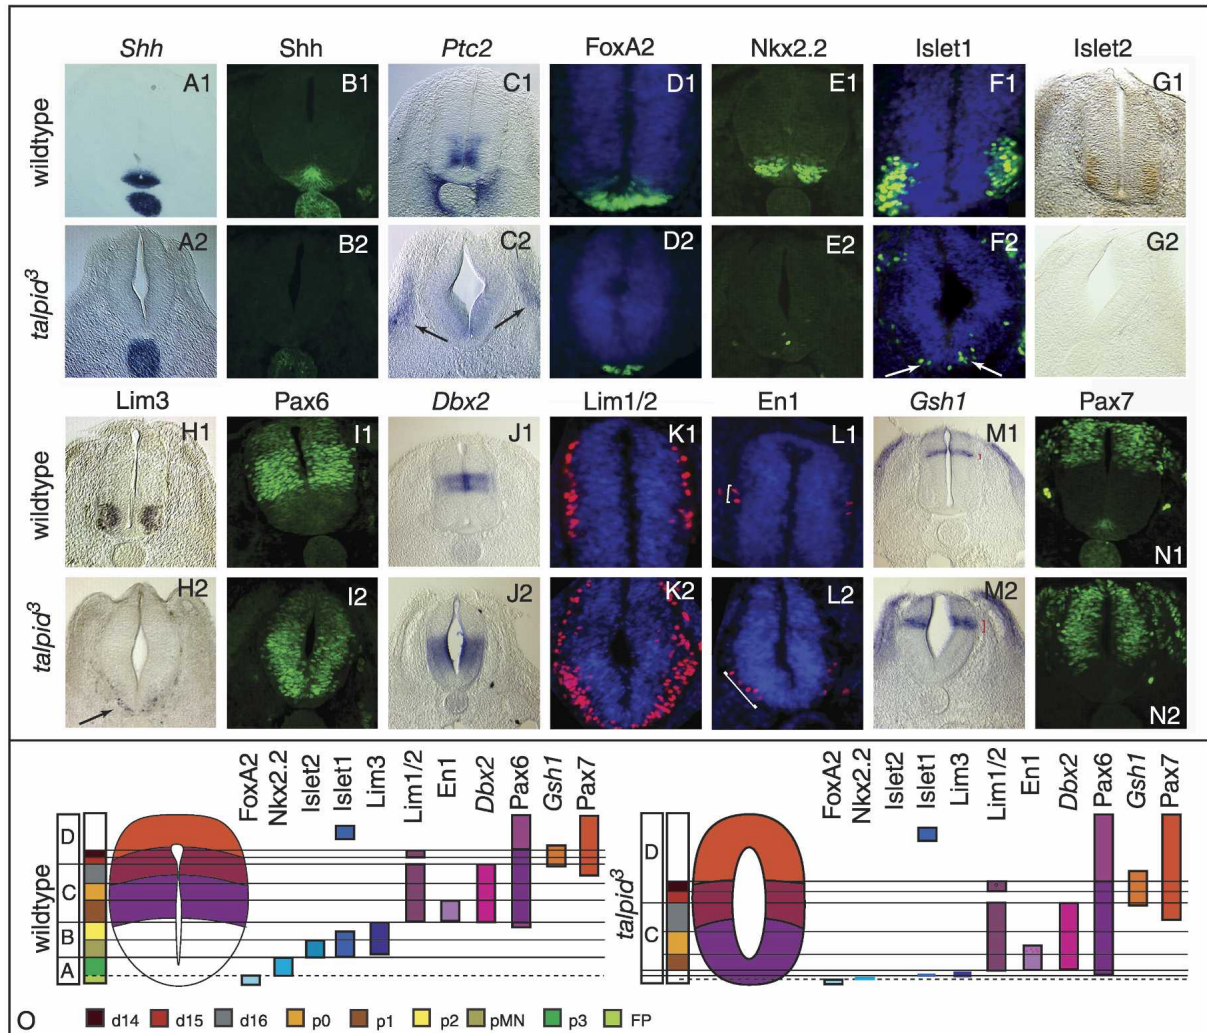 Shh Shh Ptc2 FoxA2 Nkx2.2 Islet1 Islet2
wildtype
A1 B1 C1 D1 E1 F1 G1
talpid³
A2 B2 C2 D2 E2 F2 G2
Lim3 Pax6 Dbx2 Lim1/2 En1 Gsh1 Pax7
wildtype
H1 I1 J1 K1 L1 M1 N1
talpid³
H2 I2 J2 K2 L2 M2 N2
wildtype
D
C
B
A
FoxA2
Nkx2.2
Islet2
Islet1
Lim3
Lim1/2
En1
Dbx2
Pax6
Gsh1
Pax7
talpid³
D
C
FoxA2
Nkx2.2
Islet2
Islet1
Lim3
Lim1/2
En1
Dbx2
Pax6
Gsh1
Pax7
O d14 d15 d16 p0 p1 p2 pMN p3 FP